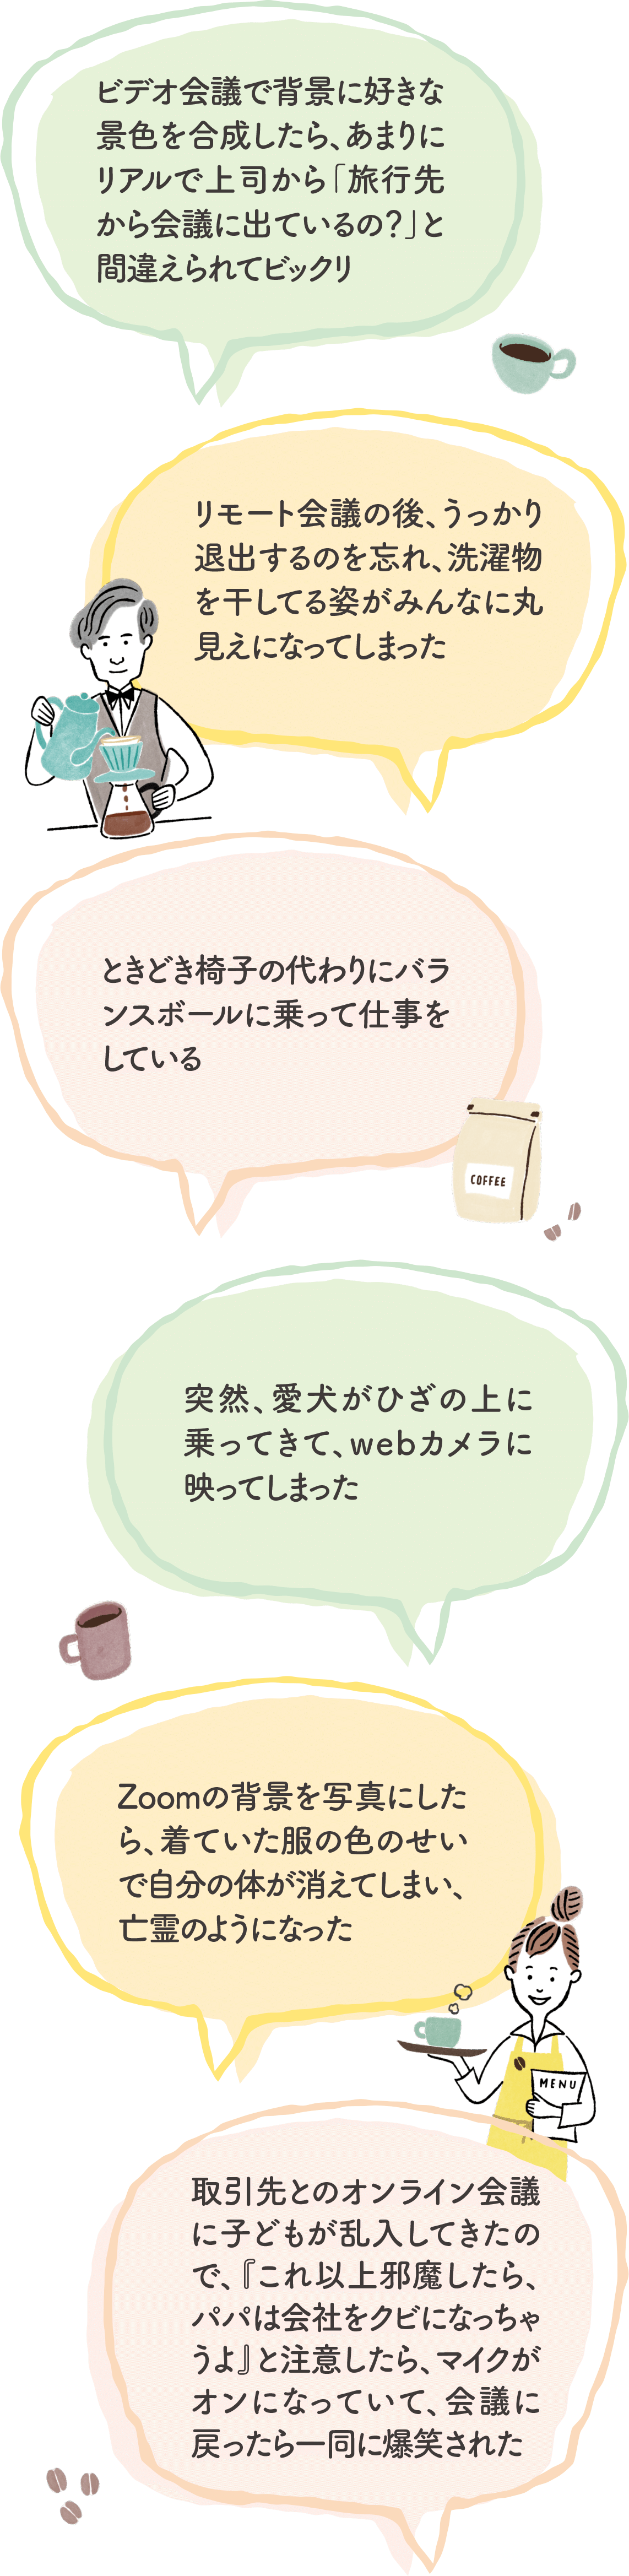 ビデオ会議で背景に好きな
景色を合成したら、あまりに
リアルで上司から「旅行先
から会議に出ているの?」と
間違えられてビックリ
リモート会議の後、うっかり
退出するのを忘れ、洗濯物
を干してる姿がみんなに丸
見えになってしまった
ときどき椅子の代わりにバラ
ンスボールに乗って仕事を
している
COFFEE
突然、愛犬がひざの上に
乗ってきて、webカメラに
映ってしまった
Zoomの背景を写真にした
ら、着ていた服の色のせい
で自分の体が消えてしまい、
亡霊のようになった
MENU
取引先とのオンライン会議
に子どもが乱入してきたの
で、『これ以上邪魔したら、
パパは会社をクビになっちゃ
うよ』と注意したら、マイクが
オンになっていて、会議に
戻ったら一同に爆笑された